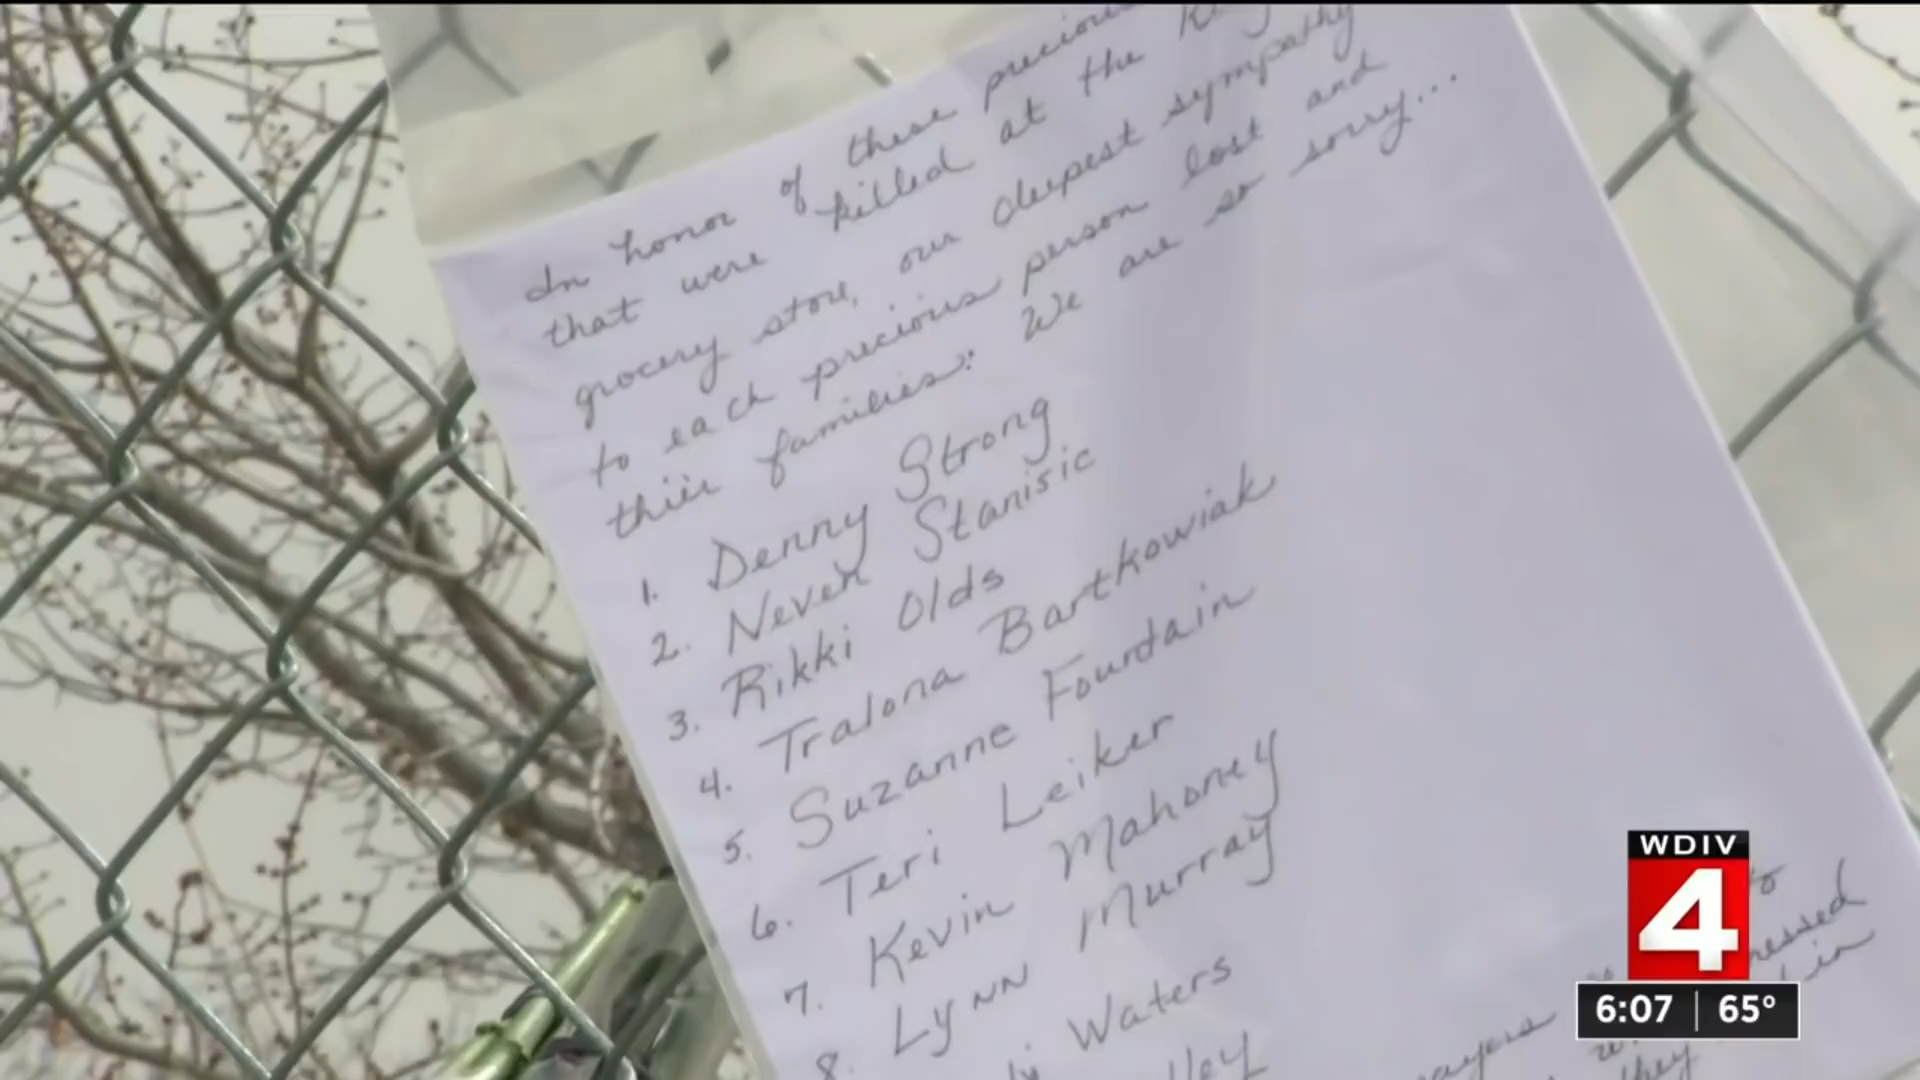 In honor of these precious
that were killed at the
grocery store, our deepest sympathy
to each precious person lost and
their families. We are so sorry...
1. Denny Strong
2. Neven Stanisic
3. Rikki Olds
4. Tralona Bartkowiak
5. Suzanne Fountain
6. Teri Leiker
7. Kevin Mahoney
8. Lynn Murray
Waters
WDIV
4
6:07 65°